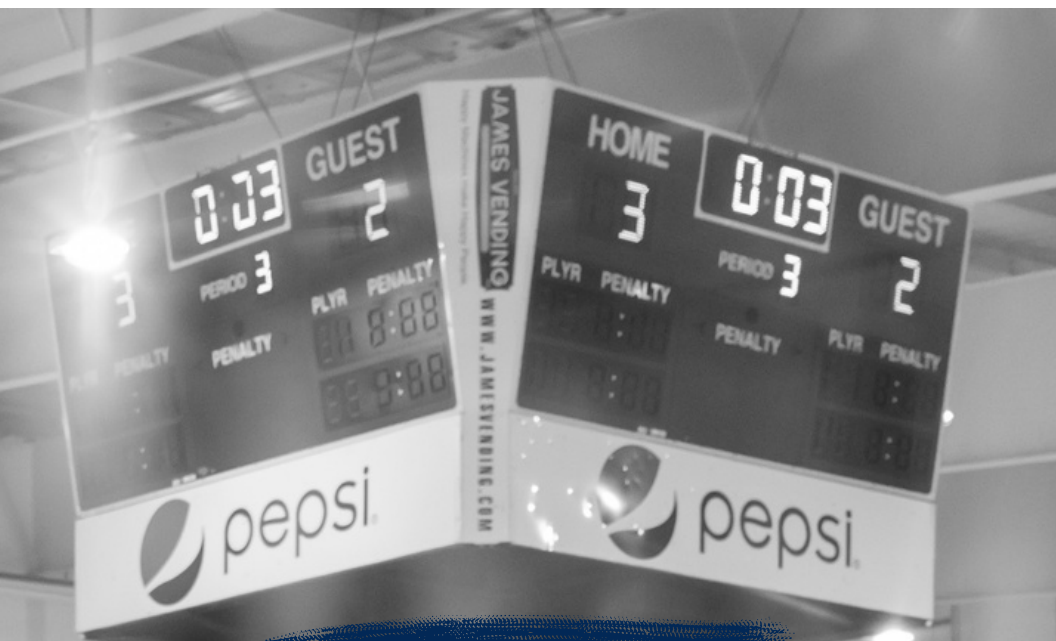 GUEST
0:03
2
3
PERIOD 3
PLYR PENALTY
PENALTY
PENALTY
pepsi
JAMES VENDING
WWW.JAMESVENDING.COM
HOME
0:03
GUEST
3
PERIOD 3
2
PLYR PENALTY
PENALTY
PLYR PENALTY
pepsi